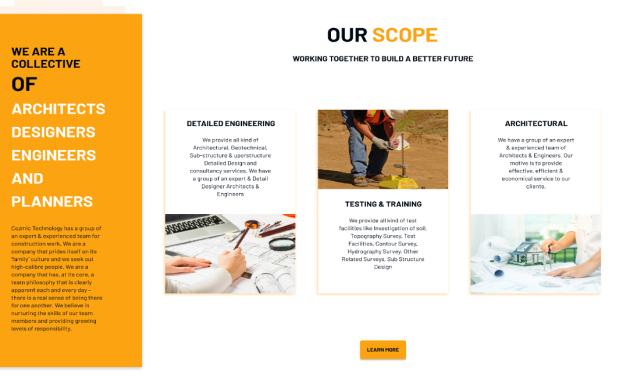 WE ARE A
COLLECTIVE
OF
ARCHITECTS
DESIGNERS
ENGINEERS
AND
PLANNERS
Cozmic Technology has a group of
an expert & experienced team for
construction work. We are a
company that prides itself on its
'family' culture and we seek out
high-calibre people. We are a
company that has, at its core, a
team philosophy that is clearly
apparent each and every day –
there is a real sense of being there
for one another. We believe in
nurturing the skills of our team
members and providing growing
levels of responsibility.
OUR SCOPE
WORKING TOGETHER TO BUILD A BETTER FUTURE
DETAILED ENGINEERING
We provide all kind of
Architectural, Geotechnical,
Sub-structure & uperstructure
Detailed Design and
consultancy services. We have
a group of an expert & Detail
Designer Architects &
Engineers
TESTING & TRAINING
We provide all kind of test
facilities like Investigation of soil,
Topography Survey, Test
Facilities, Contour Survey,
Hydrography Survey, Other
Related Surveys, Sub Structure
Design
ARCHITECTURAL
We have a group of an expert
& experienced team of
Architects & Engineers. Our
motive is to provide
effective, efficient &
economical service to our
clients.
LEARN MORE